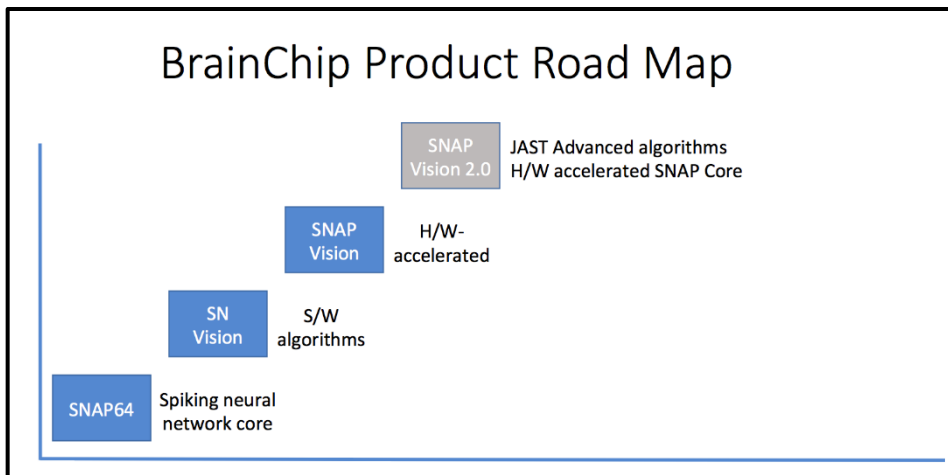 BrainChip Product Road Map
SNAP
Vision 2.0
JAST Advanced algorithms
H/W accelerated SNAP Core
SNAP
Vision
H/W-
accelerated
SN
Vision
S/W
algorithms
SNAP64
Spiking neural
network core